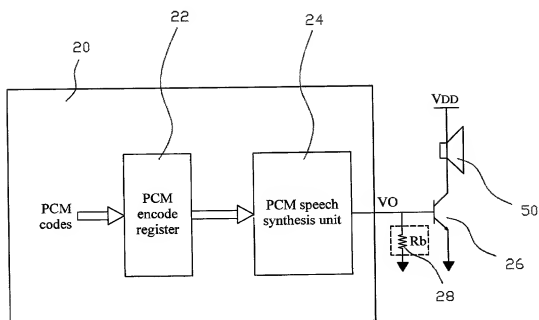 22
24
20
VDD
PCM
codes
PCM
encode
register
PCM speech
synthesis unit
VO
50
Rb
26
28